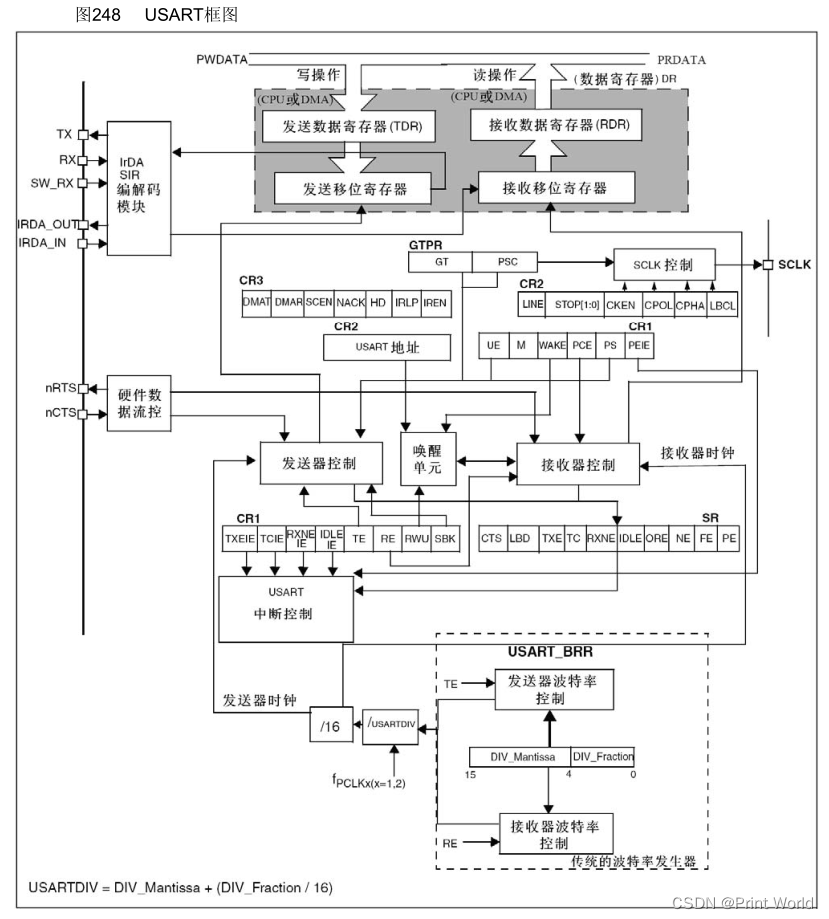 图248 USART框图
PWDATA
PRDATA
写操作
读操作
(数据寄存器)DR
(CPU或DMA)
(CPU或DMA)
发送数据寄存器(TDR)
接收数据寄存器(RDR)
TX
RX
SW_RX
IRDA_OUT
IRDA_IN
IrDA
SIR
编解码
模块
发送移位寄存器
接收移位寄存器
GTPR
GT PSC
SCLK 控制
SCLK
CR3
DMAT DMAR SCEN NACK HD IRLP IREN
CR2
LINE STOP[1:0] CKEN CPOL CPHA LBCL
CR2
USART 地址
CR1
UE M WAKE PCE PS PEIE
nRTS
nCTS
硬件数
据流控
发送器控制
唤醒
单元
接收器控制
接收器时钟
CR1
TXEIE TCIE RXNE IE IDLE IE TE RE RWU SBK
SR
CTS LBD TXE TC RXNE IDLE ORE NE FE PE
USART
中断控制
USART_BRR
TE
发送器波特率
控制
发送器时钟
/16
/USARTDIV
fPCLKx(x=1,2)
DIV_Mantissa DIV_Fraction
15 4 0
RE
接收器波特率
控制
传统的波特率发生器
USARTDIV = DIV_Mantissa + (DIV_Fraction / 16)
CSDN @Print World